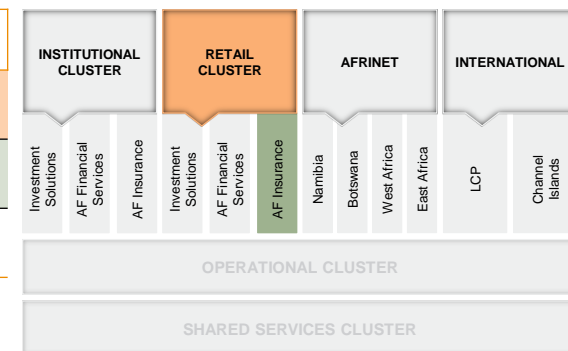 INSTITUTIONAL
CLUSTER
RETAIL
CLUSTER
AFRINET
INTERNATIONAL
Investment
Solutions
AF Financial
Services
AF Insurance
Investment
Solutions
AF Financial
Services
AF Insurance
Namibia
Botswana
West Africa
East Africa
LCP
Channel
Islands
OPERATIONAL CLUSTER
SHARED SERVICES CLUSTER